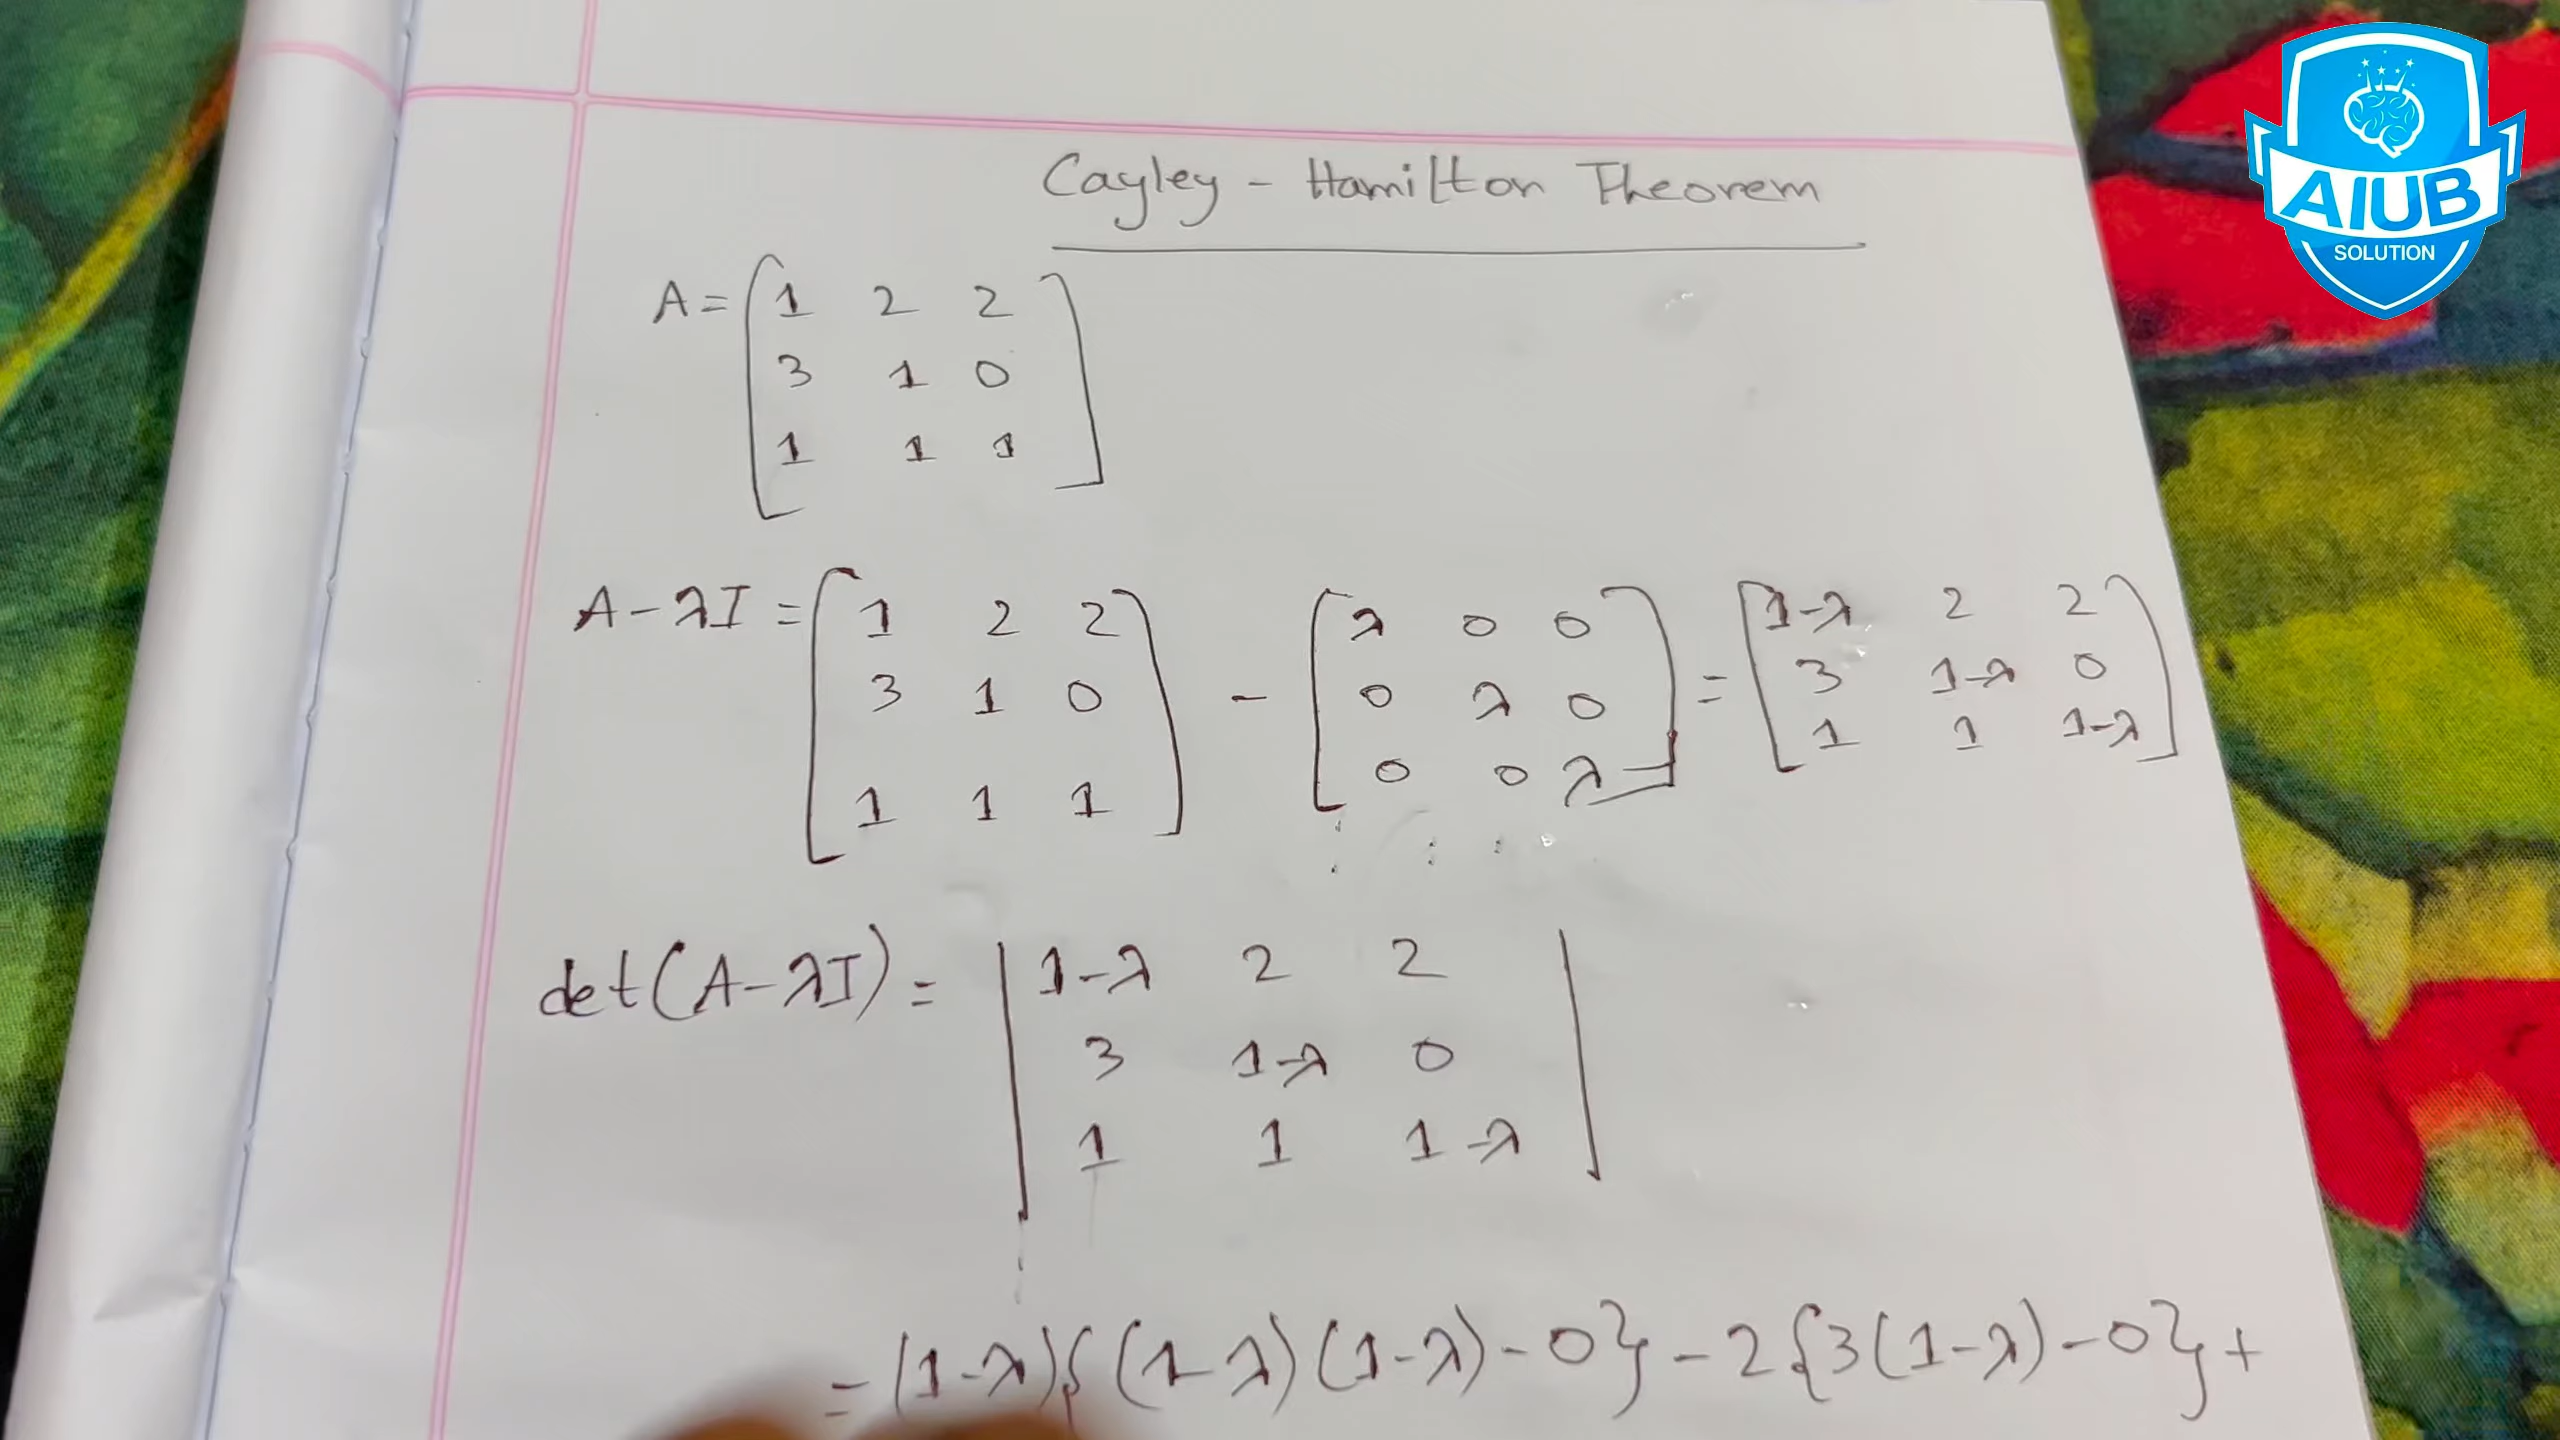 Cayley - Hamilton Theorem
A = [1 2 2
3 1 0
1 1 1]
A - λI = [1 2 2
3 1 0
1 1 1] - [λ 0 0
0 λ 0
0 0 λ] = [1-λ 2 2
3 1-λ 0
1 1 1-λ]
det(A-λI) = | 1-λ 2 2
3 1-λ 0
1 1 1-λ |
= (1-λ){(1-λ)(1-λ)-0} - 2{3(1-λ)-0} +
AIUB
SOLUTION